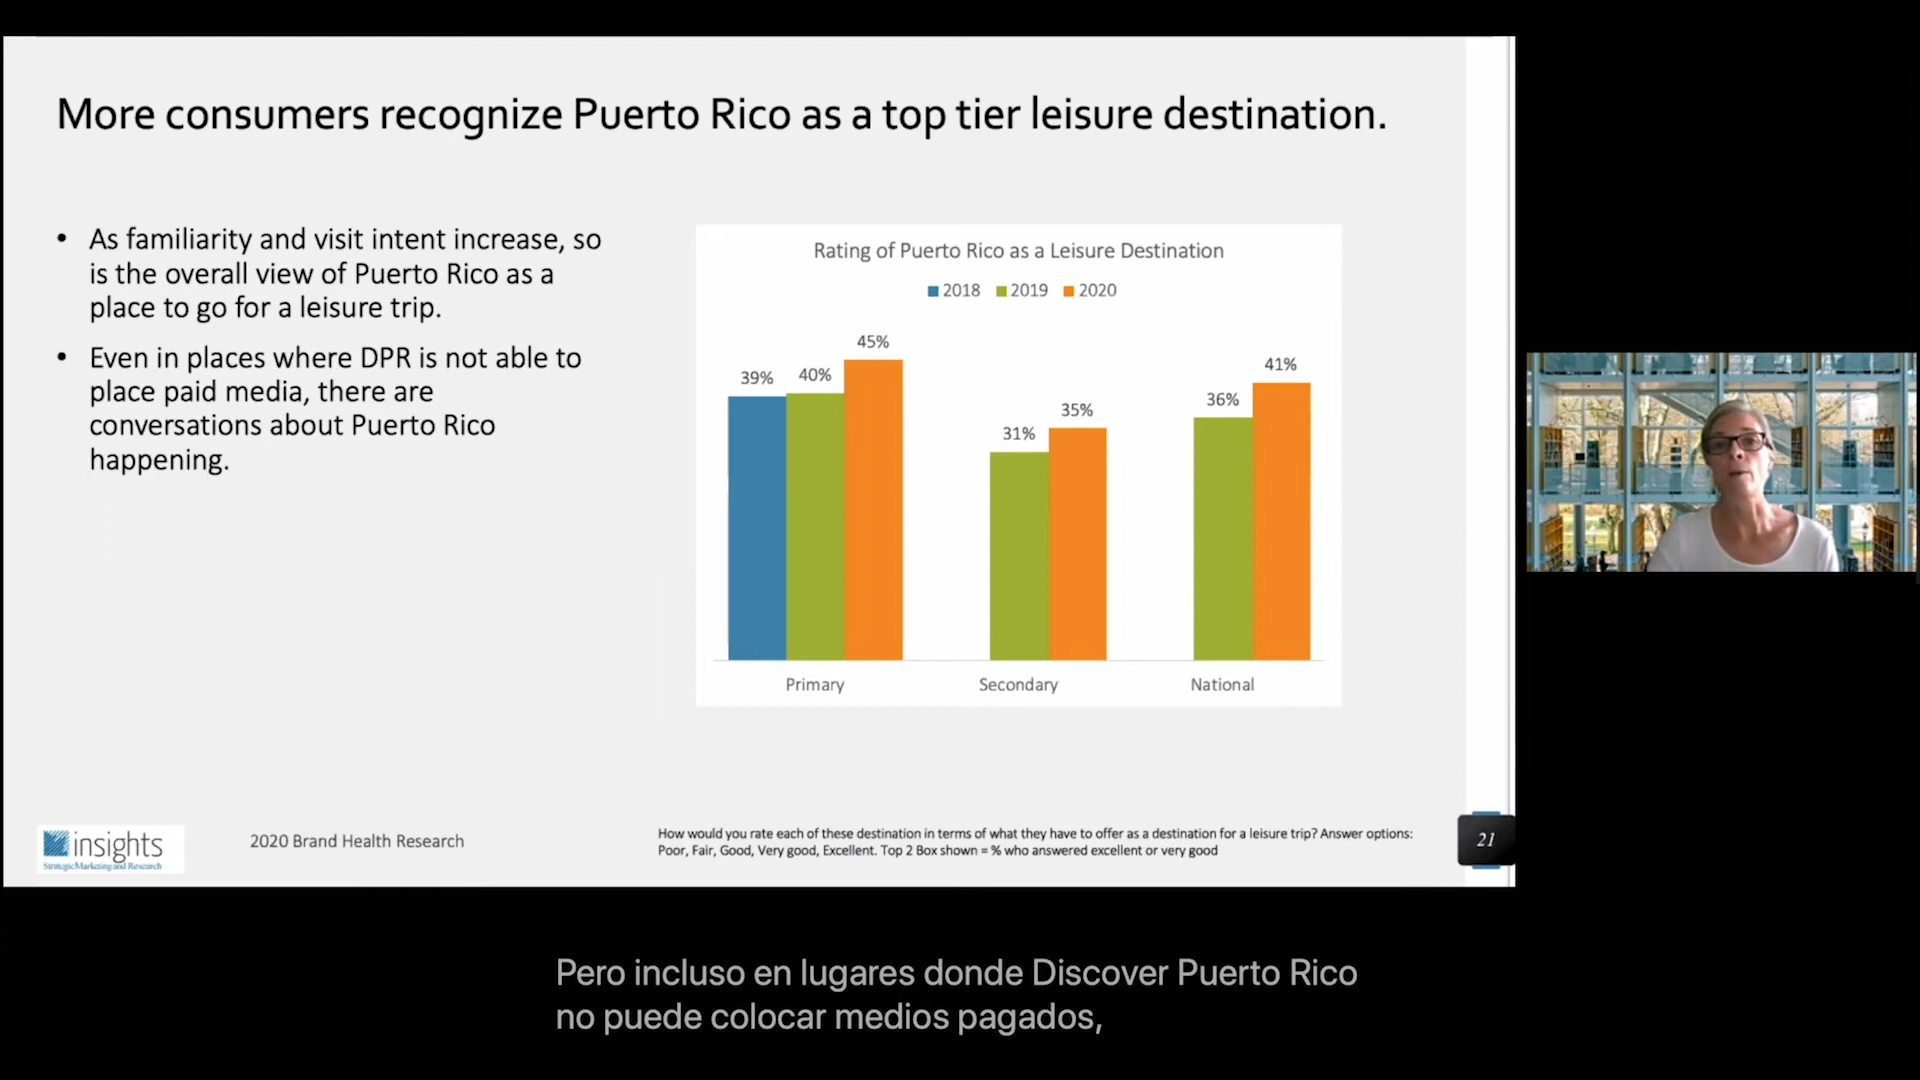 More consumers recognize Puerto Rico as a top tier leisure destination.
• As familiarity and visit intent increase, so
is the overall view of Puerto Rico as a
place to go for a leisure trip.
• Even in places where DPR is not able to
place paid media, there are
conversations about Puerto Rico
happening.
Rating of Puerto Rico as a Leisure Destination
2018 2019 2020
39% 40% 45%
31% 35%
36% 41%
Primary Secondary National
insights
Strategic Marketing and Research
2020 Brand Health Research
How would you rate each of these destination in terms of what they have to offer as a destination for a leisure trip? Answer options:
Poor, Fair, Good, Very good, Excellent. Top 2 Box shown = % who answered excellent or very good
21
Pero incluso en lugares donde Discover Puerto Rico
no puede colocar medios pagados,